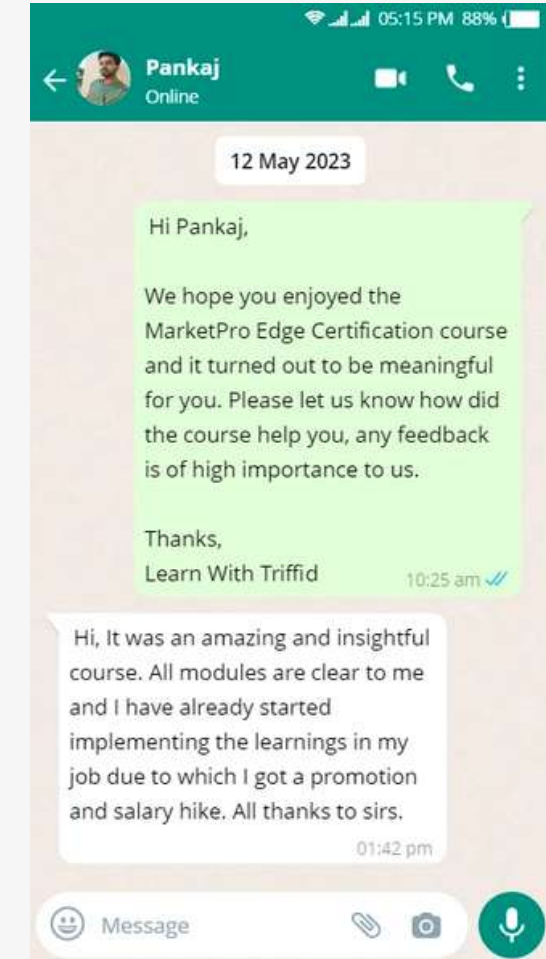 05:15 PM 88%
Pankaj
Online
12 May 2023
Hi Pankaj,
We hope you enjoyed the
MarketPro Edge Certification course
and it turned out to be meaningful
for you. Please let us know how did
the course help you, any feedback
is of high importance to us.
Thanks,
Learn With Triffid
10:25 am
Hi, It was an amazing and insightful
course. All modules are clear to me
and I have already started
implementing the learnings in my
job due to which I got a promotion
and salary hike. All thanks to sirs.
01:42 pm
Message